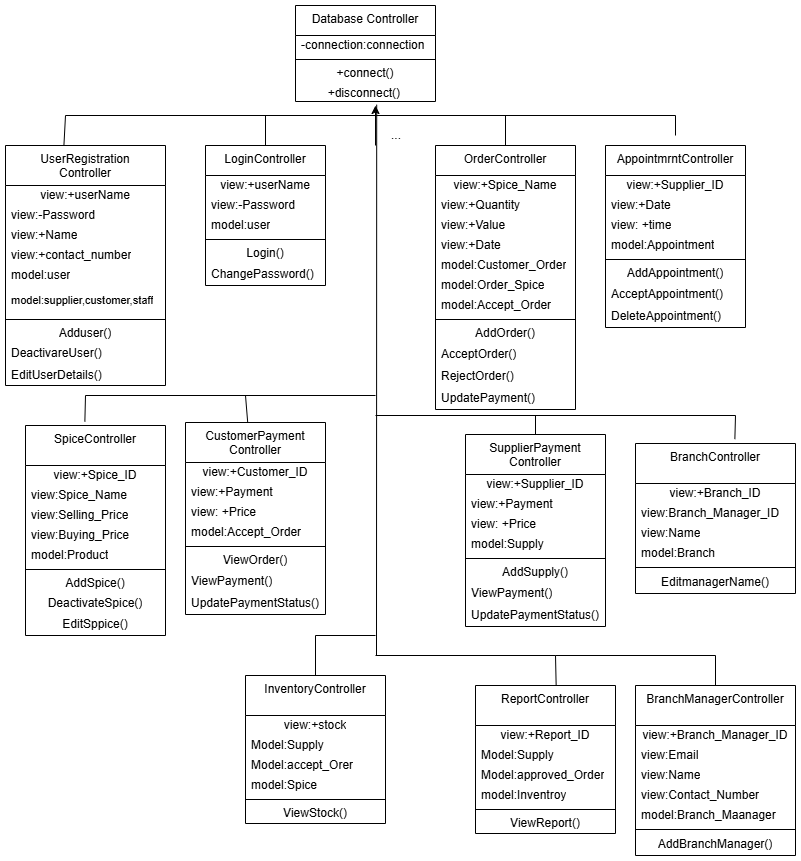 Database Controller
-connection:connection
+connect()
+disconnect()
...
UserRegistration
Controller
view:+userName
view:-Password
view:+Name
view:+contact_number
model:user
model:supplier,customer,staff
Adduser()
DeactivareUser()
EditUserDetails()
LoginController
view:+userName
view:-Password
model:user
Login()
ChangePassword()
OrderController
view:+Spice_Name
view:+Quantity
view:+Value
view:+Date
model:Customer_Order
model:Order_Spice
model:Accept_Order
AddOrder()
AcceptOrder()
RejectOrder()
UpdatePayment()
AppointmrntController
view:+Supplier_ID
view:+Date
view: +time
model:Appointment
AddAppointment()
AcceptAppointment()
DeleteAppointment()
SpiceController
view:+Spice_ID
view:Spice_Name
view:Selling_Price
view:Buying_Price
model:Product
AddSpice()
DeactivateSpice()
EditSppice()
CustomerPayment
Controller
view:+Customer_ID
view:+Payment
view: +Price
model:Accept_Order
ViewOrder()
ViewPayment()
UpdatePaymentStatus()
SupplierPayment
Controller
view:+Supplier_ID
view:+Payment
view: +Price
model:Supply
AddSupply()
ViewPayment()
UpdatePaymentStatus()
BranchController
view:+Branch_ID
view:Branch_Manager_ID
view:Name
model:Branch
EditmanagerName()
InventoryController
view:+stock
Model:Supply
Model:accept_Orer
model:Spice
ViewStock()
ReportController
view:+Report_ID
Model:Supply
Model:approved_Order
model:Inventroy
ViewReport()
BranchManagerController
view:+Branch_Manager_ID
view:Email
view:Name
view:Contact_Number
model:Branch_Maanager
AddBranchManager()